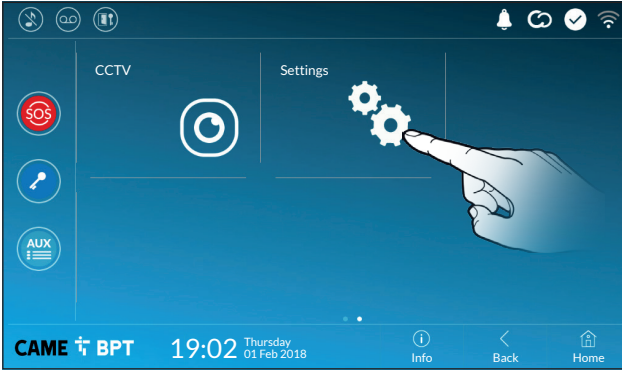 CCTV
Settings
SOS
AUX
CAME BPT
19:02
Thursday
01 Feb 2018
Info
Back
Home